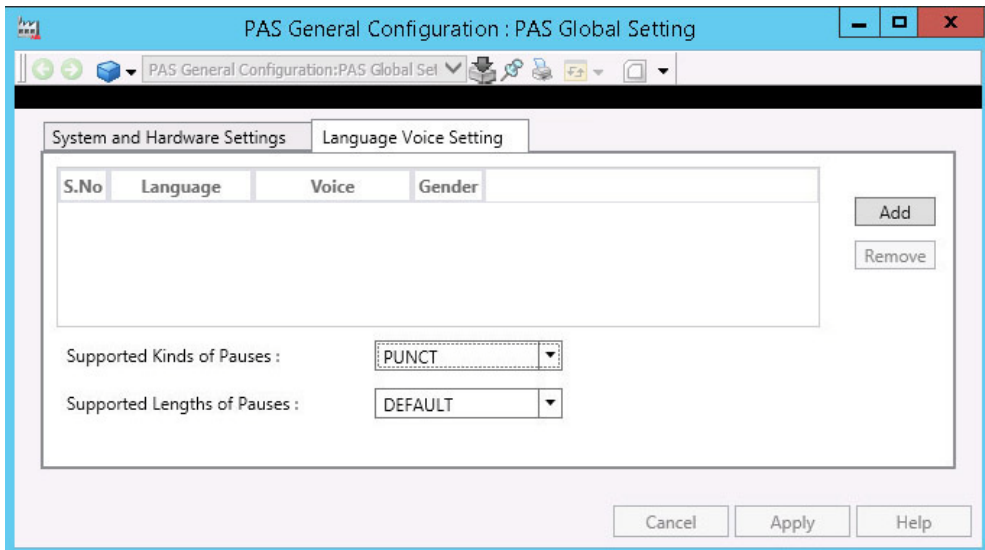 PAS General Configuration : PAS Global Setting
PAS General Configuration:PAS Global Set
System and Hardware Settings Language Voice Setting
S.No Language Voice Gender
Add
Remove
Supported Kinds of Pauses : PUNCT
Supported Lengths of Pauses : DEFAULT
Cancel Apply Help